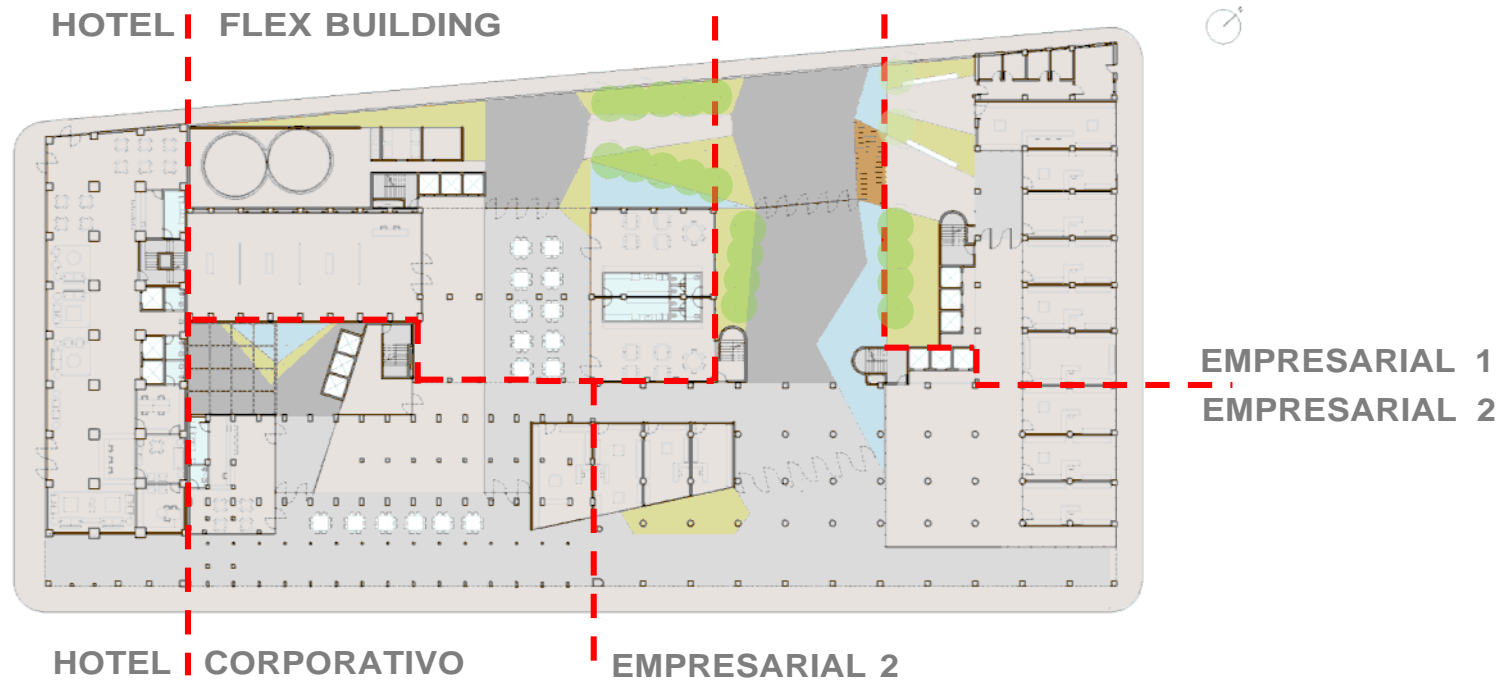 HOTEL
FLEX BUILDING
EMPRESARIAL 1
EMPRESARIAL 2
HOTEL
CORPORATIVO
EMPRESARIAL 2